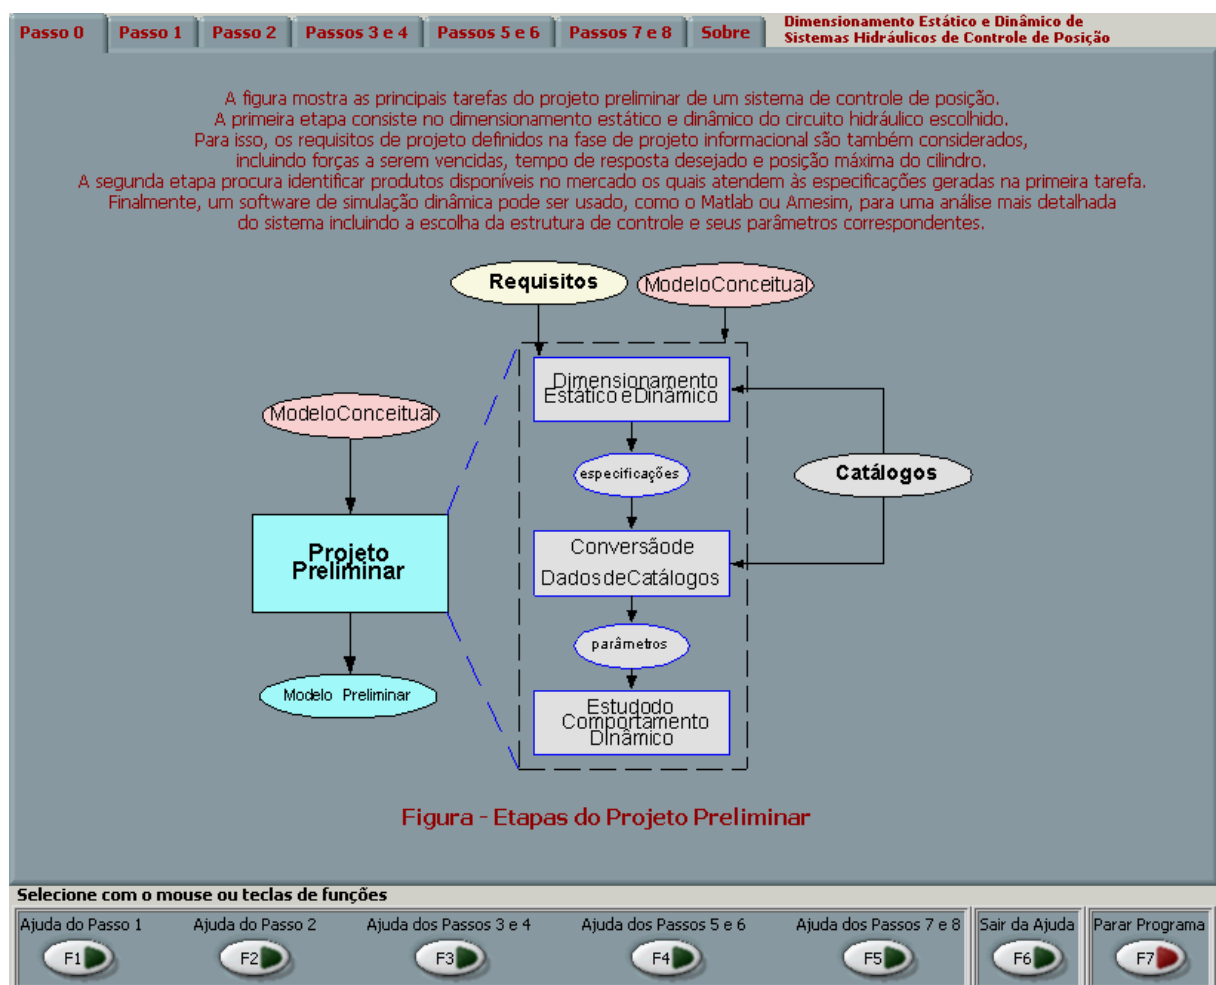 Passo 0
Passo 1
Passo 2
Passos 3 e 4
Passos 5 e 6
Passos 7 e 8
Sobre
Dimensionamento Estático e Dinâmico de
Sistemas Hidráulicos de Controle de Posição
A figura mostra as principais tarefas do projeto preliminar de um sistema de controle de posição.
A primeira etapa consiste no dimensionamento estático e dinâmico do circuito hidráulico escolhido.
Para isso, os requisitos de projeto definidos na fase de projeto informacional são também considerados,
incluindo forças a serem vencidas, tempo de resposta desejado e posição máxima do cilindro.
A segunda etapa procura identificar produtos disponíveis no mercado os quais atendem às especificações geradas na primeira tarefa.
Finalmente, um software de simulação dinâmica pode ser usado, como o Matlab ou Amesim, para uma análise mais detalhada
do sistema incluindo a escolha da estrutura de controle e seus parâmetros correspondentes.
Requisitos
ModeloConceitual
Dimensionamento
Estático e Dinâmico
ModeloConceitual
especificações
Catálogos
Projeto
Preliminar
Conversãode
DadosdeCatálogos
parâmetros
Modelo Preliminar
Estudodo
Comportamento
DInâmico
Figura - Etapas do Projeto Preliminar
Selecione com o mouse ou teclas de funções
Ajuda do Passo 1
Ajuda do Passo 2
Ajuda dos Passos 3 e 4
Ajuda dos Passos 5 e 6
Ajuda dos Passos 7 e 8
Sair da Ajuda
Parar Programa
F1
F2
F3
F4
F5
F6
F7